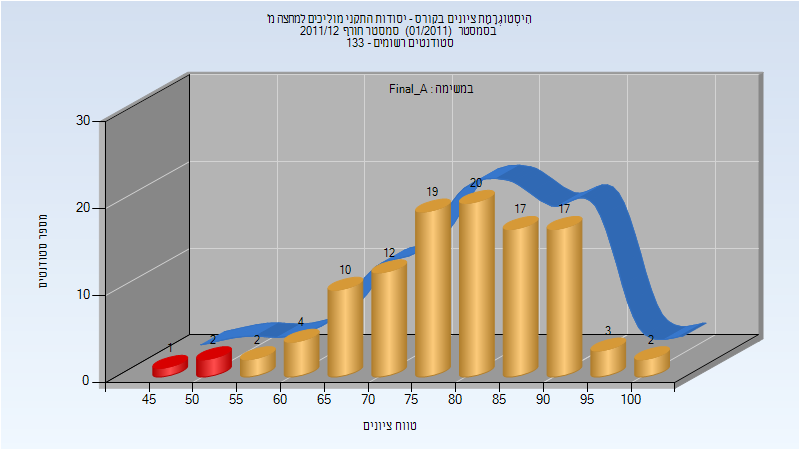 היסטוגרמת ציונים בקורס - יסודות התקני מוליכים למחצה מ'
בסמסטר (01/2011) סמסטר חורף 2011/12
סטודנטים רשומים - 133
במשימה : Final_A
מספר סטודנטים
30
20
10
0
1
2
2
4
10
12
19
20
17
17
3
2
45 50 55 60 65 70 75 80 85 90 95 100
טווח ציונים